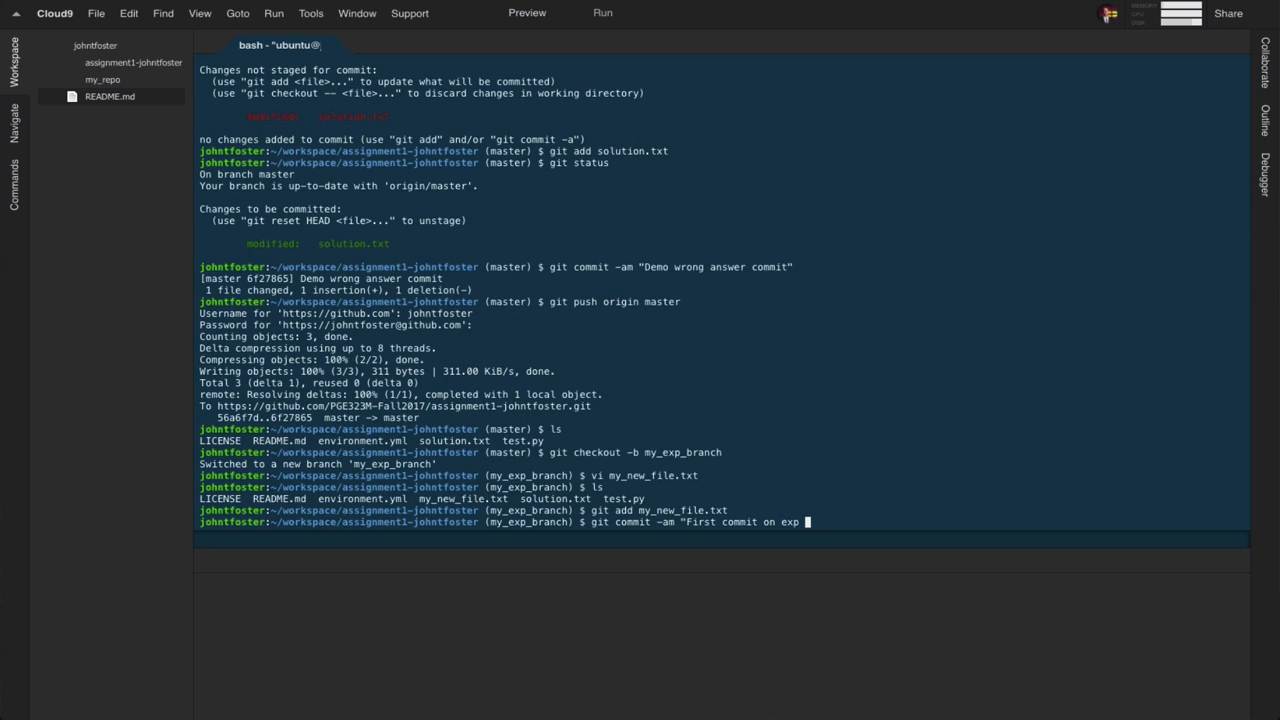 Cloud9 File Edit Find View Goto Run Tools Window Support Preview Run MEMORY CPU DISK Share
Workspace
Navigate
Commands
johntfoster
assignment1-johntfoster
my_repo
README.md
bash - "ubuntu@
Changes not staged for commit:
(use "git add <file>..." to update what will be committed)
(use "git checkout -- <file>..." to discard changes in working directory)
modified: solution.txt
no changes added to commit (use "git add" and/or "git commit -a")
johntfoster:~/workspace/assignment1-johntfoster (master) $ git add solution.txt
johntfoster:~/workspace/assignment1-johntfoster (master) $ git status
On branch master
Your branch is up-to-date with 'origin/master'.
Changes to be committed:
(use "git reset HEAD <file>..." to unstage)
modified: solution.txt
johntfoster:~/workspace/assignment1-johntfoster (master) $ git commit -am "Demo wrong answer commit"
[master 6f27865] Demo wrong answer commit
1 file changed, 1 insertion(+), 1 deletion(-)
johntfoster:~/workspace/assignment1-johntfoster (master) $ git push origin master
Username for 'https://github.com': johntfoster
Password for 'https://johntfoster@github.com':
Counting objects: 3, done.
Delta compression using up to 8 threads.
Compressing objects: 100% (2/2), done.
Writing objects: 100% (3/3), 311 bytes | 311.00 KiB/s, done.
Total 3 (delta 1), reused 0 (delta 0)
remote: Resolving deltas: 100% (1/1), completed with 1 local object.
To https://github.com/PGE323M-Fall2017/assignment1-johntfoster.git
56a6f7d..6f27865 master -> master
johntfoster:~/workspace/assignment1-johntfoster (master) $ ls
LICENSE README.md environment.yml solution.txt test.py
johntfoster:~/workspace/assignment1-johntfoster (master) $ git checkout -b my_exp_branch
Switched to a new branch 'my_exp_branch'
johntfoster:~/workspace/assignment1-johntfoster (my_exp_branch) $ vi my_new_file.txt
johntfoster:~/workspace/assignment1-johntfoster (my_exp_branch) $ ls
LICENSE README.md environment.yml my_new_file.txt solution.txt test.py
johntfoster:~/workspace/assignment1-johntfoster (my_exp_branch) $ git add my_new_file.txt
johntfoster:~/workspace/assignment1-johntfoster (my_exp_branch) $ git commit -am "First commit on exp
Collaborate
Outline
Debugger